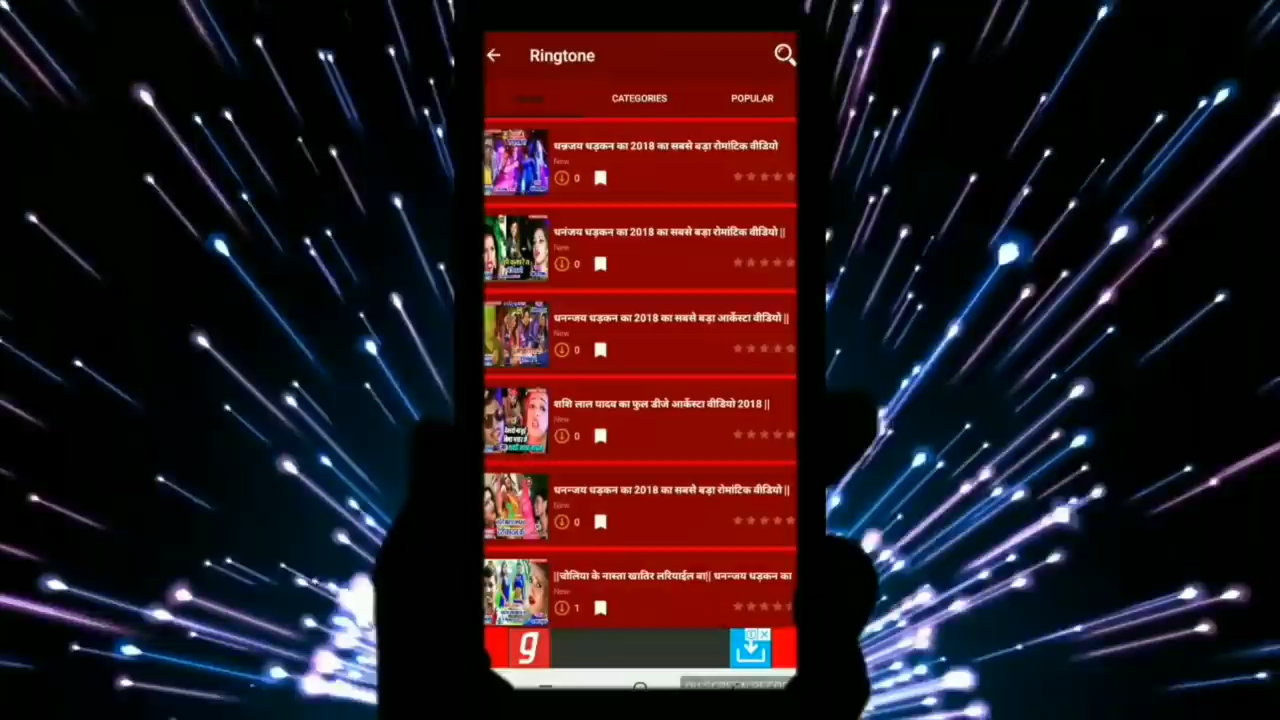 Ringtone
CATEGORIES
POPULAR
धन्नजय धड़कन का 2018 का सबसे बड़ा रोमांटिक वीडियो
New
0
धनंजय धड़कन का 2018 का सबसे बड़ा रोमांटिक वीडियो ||
New
0
धनन्जय धड़कन का 2018 का सबसे बड़ा आर्केस्टा वीडियो ||
New
0
शशि लाल यादव का फुल डीजे आर्केस्टा वीडियो 2018 ||
New
0
धनन्जय धड़कन का 2018 का सबसे बड़ा रोमांटिक वीडियो ||
New
0
||चोलिया के नास्ता खातिर लरियाईल बा|| धनन्जय धड़कन का
New
1
g